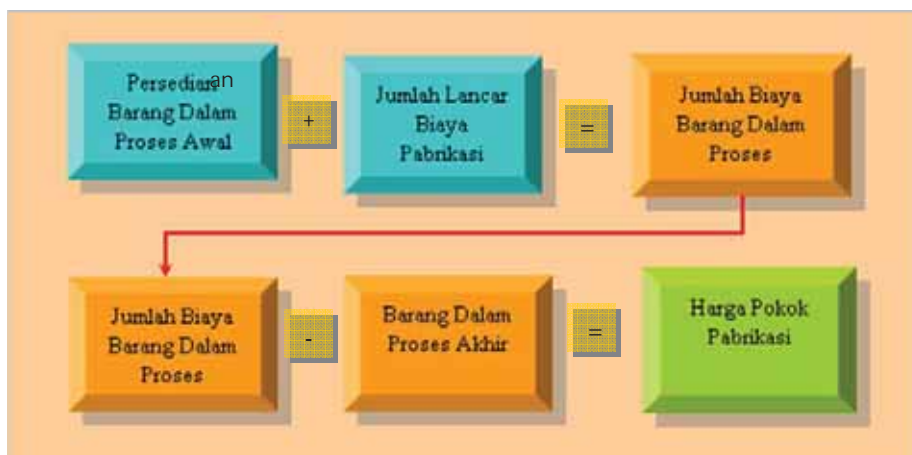 Persediaan
Barang Dalam
Proses Awal
+
Jumlah Lancar
Biaya
Pabrikasi
=
Jumlah Biaya
Barang Dalam
Proses
Jumlah Biaya
Barang Dalam
Proses
-
Barang Dalam
Proses Akhir
=
Harga Pokok
Pabrikasi